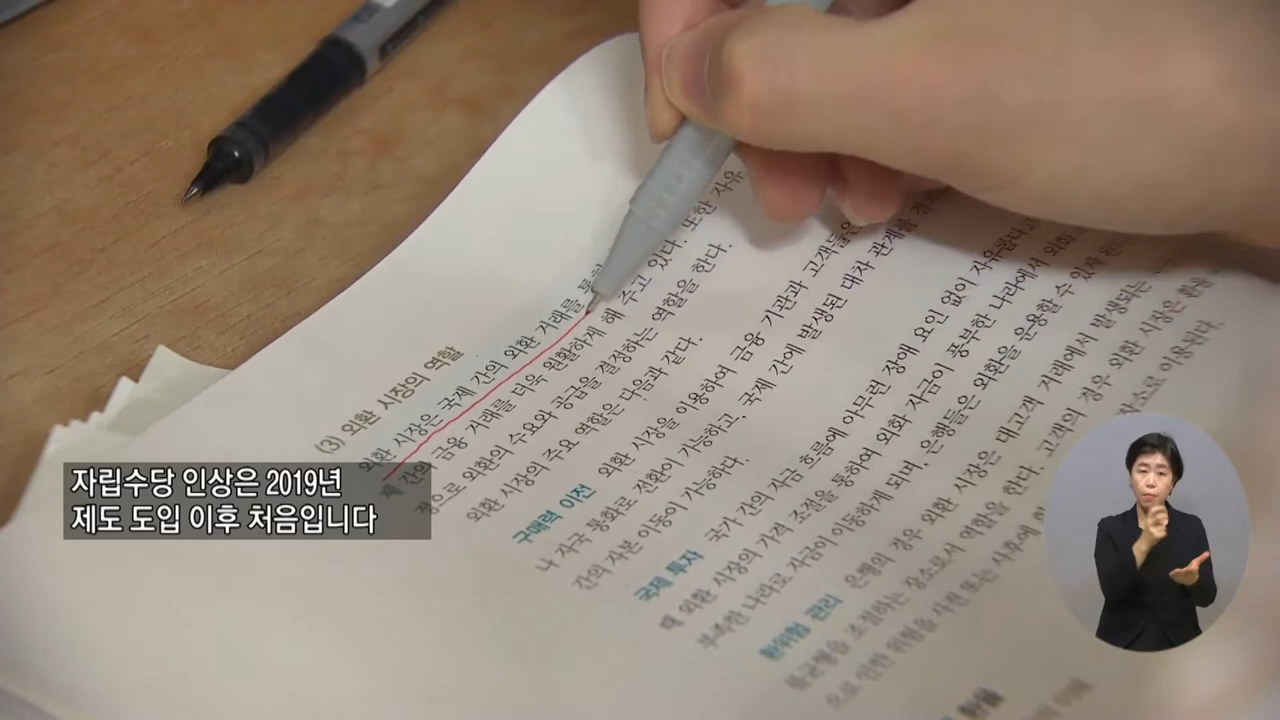 (3) 외환 시장의 역할
외환 시장은 국제 간의 외환 거래를
제 간의 금융 거래를 더욱 원활하게 해 주고 있다. 또한 자유
정으로 외환의 수요와 공급을 결정하는 역할을 한다.
외환 시장의 주요 역할은 다음과 같다.
구매력 이전 외환 시장을 이용하여 금융 기관과 고객들은
나 자국 통화로 전환이 가능하고, 국제 간에 발생된 대차 관계를
간의 자본 이동이 가능하다.
국제 투자 국가 간의 자금 흐름에 아무런 장애 요인 없이 자유롭다고
때 외환 시장의 가격 조절을 통하여 외화 자금이 풍부한 나라에서 외화
부족한 나라로 자금이 이동하게 되며, 은행들은 외환을 운용할 수 있게 된
환위험 관리 은행의 경우 외환 시장은 대고객 거래에서 발생되는
불균형을 조절하는 장소로서 역할을 한다. 고객의 경우 외환 시장은 환율
으로 인한 위험을 사전 또는 사후에 장소로 이용된다.
환율
자립수당 인상은 2019년
제도 도입 이후 처음입니다